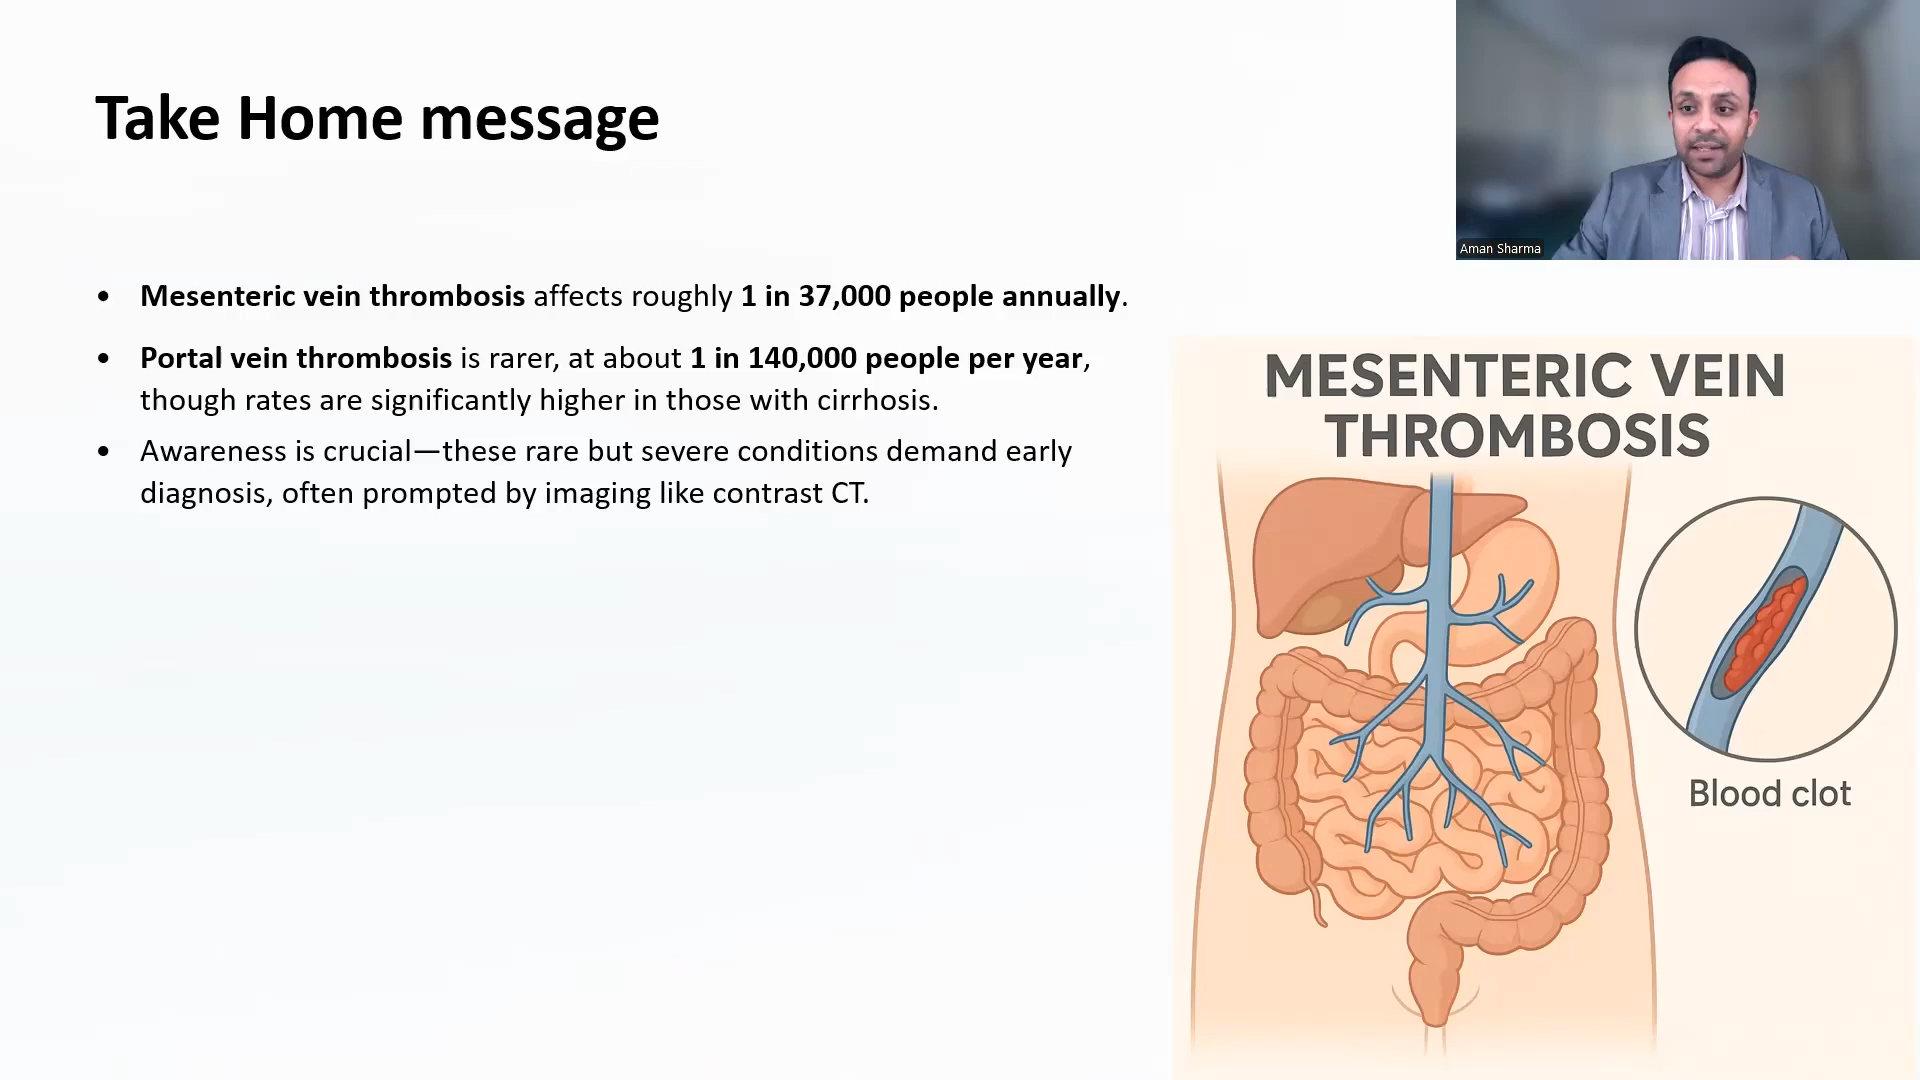 Take Home message
Aman Sharma
• Mesenteric vein thrombosis affects roughly 1 in 37,000 people annually.
• Portal vein thrombosis is rarer, at about 1 in 140,000 people per year,
though rates are significantly higher in those with cirrhosis.
• Awareness is crucial—these rare but severe conditions demand early
diagnosis, often prompted by imaging like contrast CT.
MESENTERIC VEIN
THROMBOSIS
Blood clot